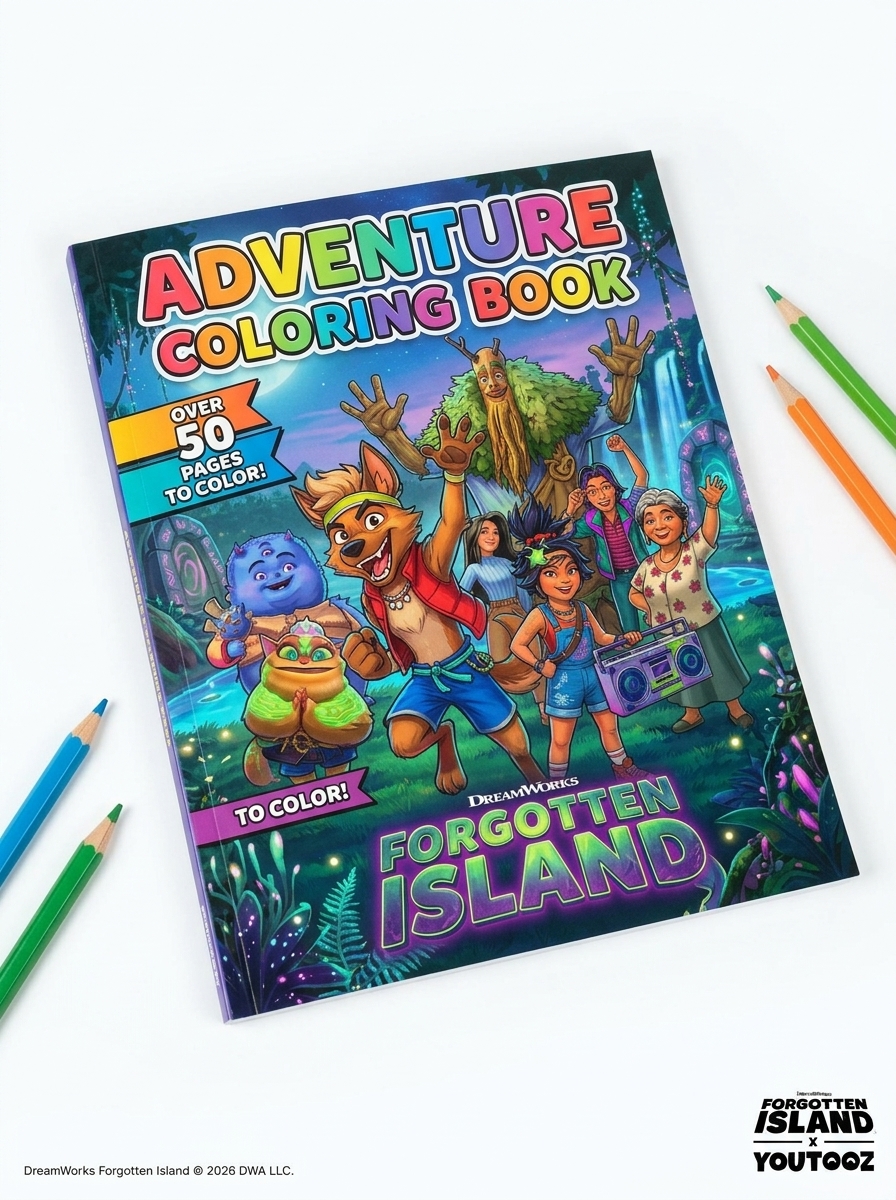 ADVENTURE
COLORING BOOK
OVER
50
PAGES
TO COLOR!
TO COLOR!
DREAMWORKS
FORGOTTEN
ISLAND
DreamWorks Forgotten Island © 2026 DWA LLC.
FORGOTTEN
ISLAND
X
YOUTOOZ